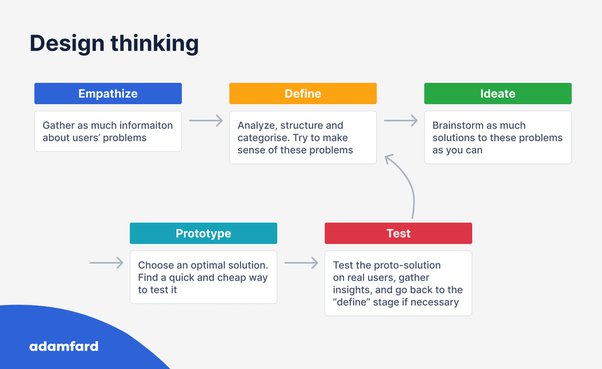 Design thinking
Empathize
Gather as much informaiton
about users' problems
Define
Analyze, structure and
categorise. Try to make
sense of these problems
Ideate
Brainstorm as much
solutions to these problems
as you can
Prototype
Choose an optimal solution.
Find a quick and cheap way
to test it
Test
Test the proto-solution
on real users, gather
insights, and go back to the
"define" stage if necessary
adamfard